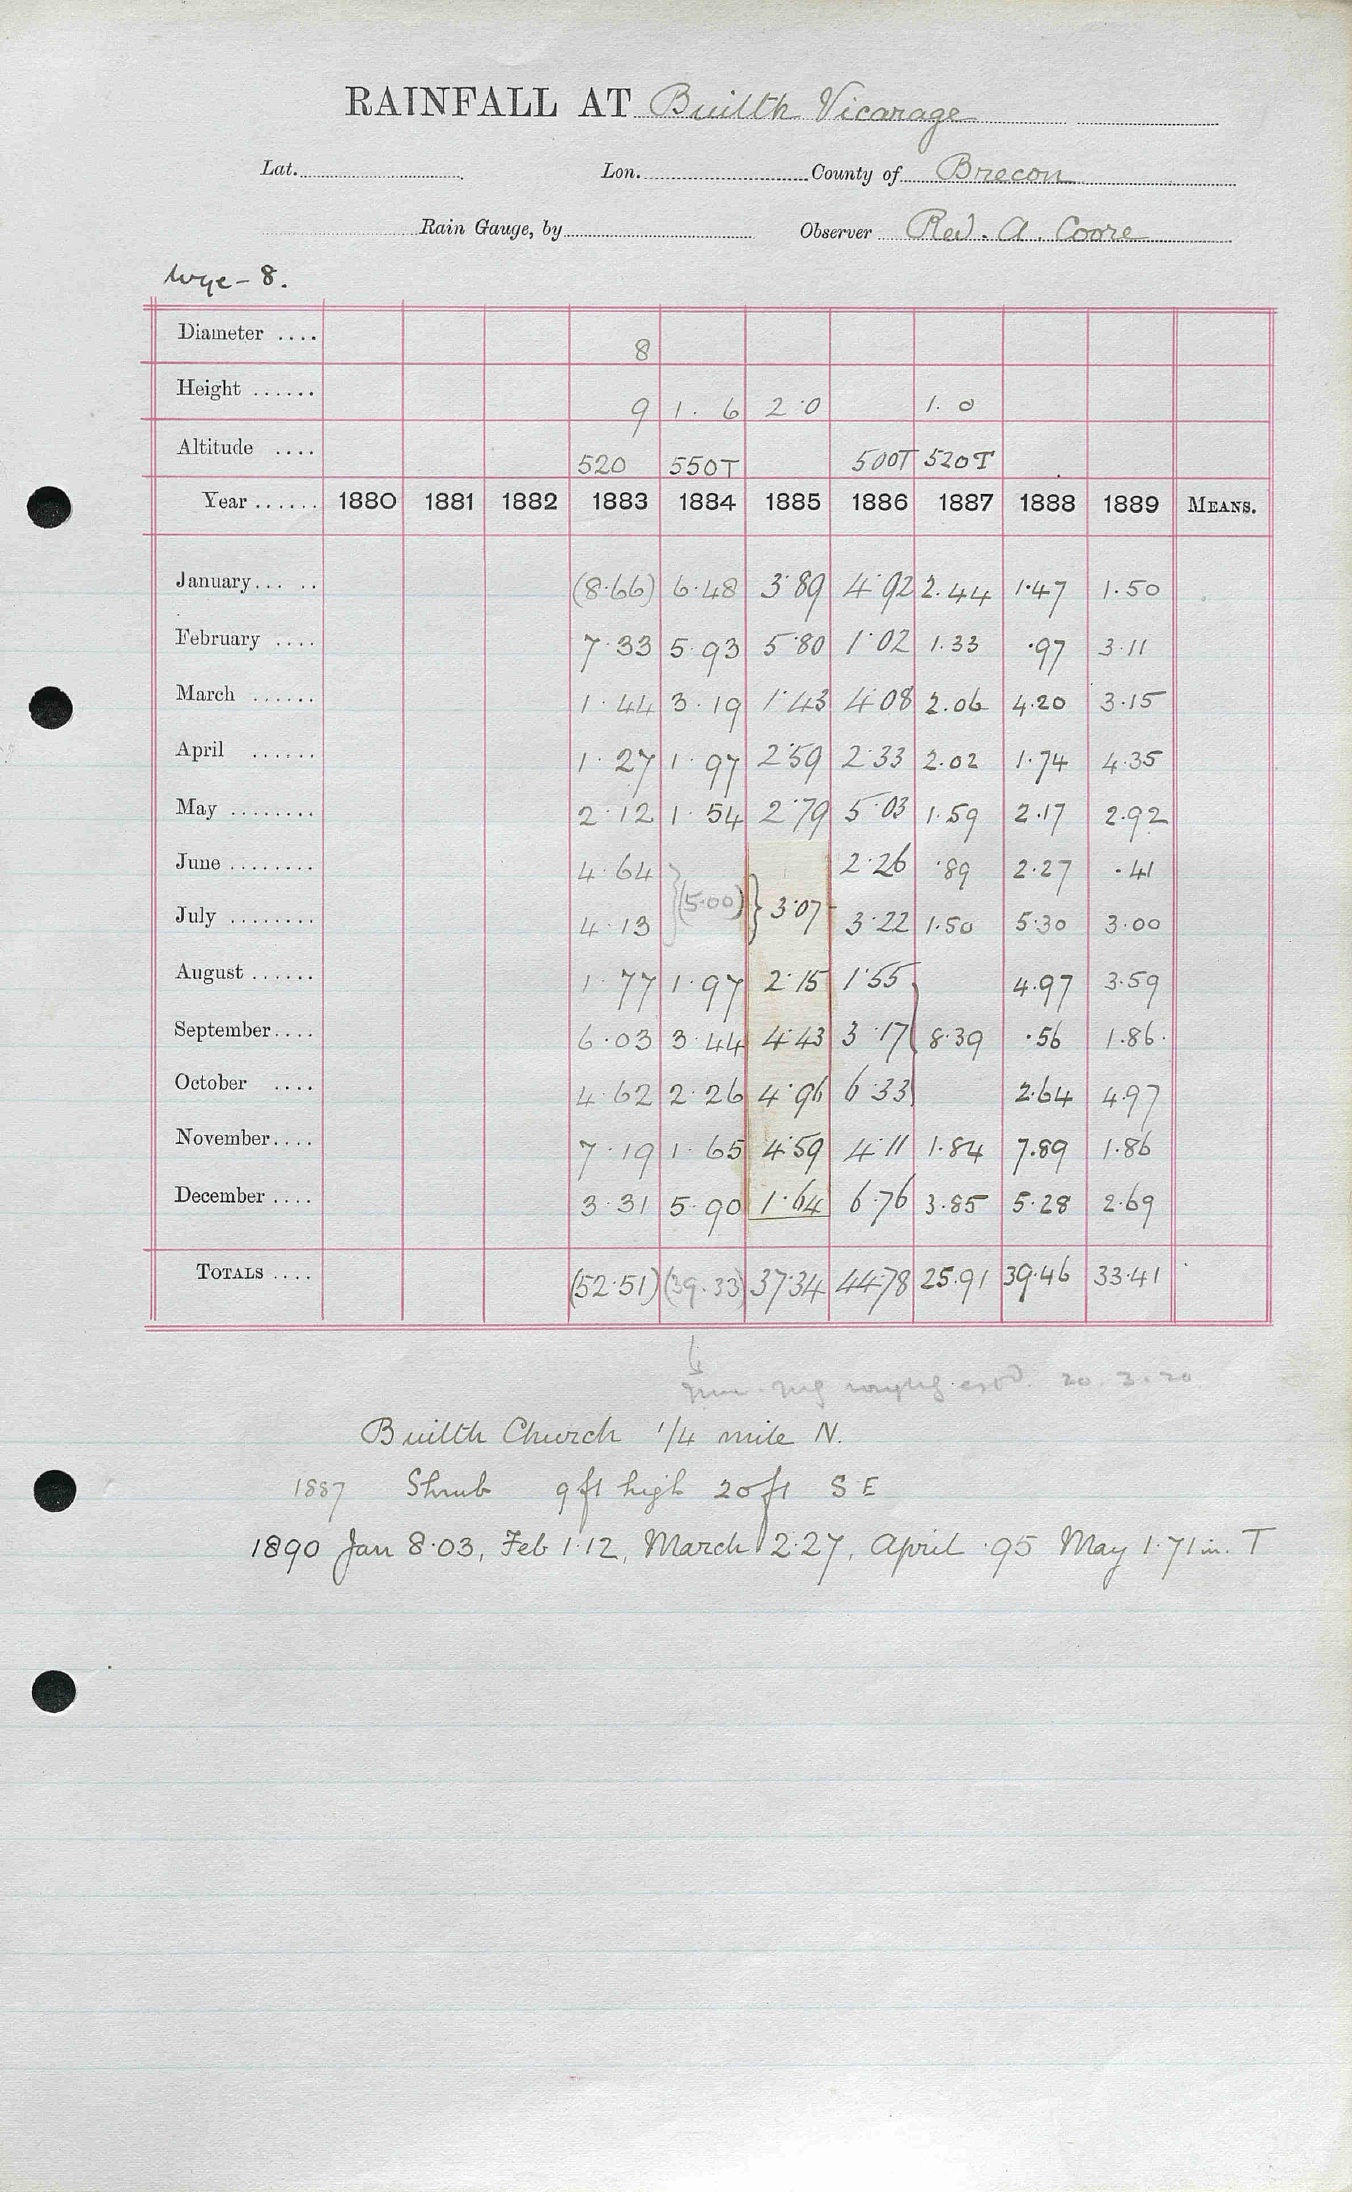 RAINFALL AT Builth Vicarage
Lat. Lon. County of Brecon
Rain Gauge, by Observer Rev. A. Coore
Wye - 8.
Diameter .... 8
Height ...... 9 1. 6 2.0 1. 0
Altitude .... 520 550T 500T 520T
Year ...... 1880 1881 1882 1883 1884 1885 1886 1887 1888 1889 MEANS.
January... .. (8.66) 6.48 3.89 4.92 2.44 1.47 1.50
February .... 7.33 5.93 5.80 1.02 1.33 .97 3.11
March ...... 1.44 3.19 1.43 4.08 2.06 4.20 3.15
April ...... 1.27 1.97 2.59 2.33 2.02 1.74 4.35
May ........ 2.12 1.54 2.79 5.03 1.59 2.17 2.92
June ........ 4.64 2.26 .89 2.27 .41
} (5.00) } 3.07
July ........ 4.13 3.22 1.50 5.30 3.00
August ...... 1.77 1.97 2.15 1.55 4.97 3.59
September.... 6.03 3.44 4.43 3.17 { 8.39 .56 1.86.
October .... 4.62 2.26 4.96 6.33 2.64 4.97
November.... 7.19 1.65 4.59 4.11 1.84 7.89 1.86
December .... 3.31 5.90 1.64 6.76 3.85 5.28 2.69
TOTALS .... (52.51) (39.33) 37.34 44.78 25.91 39.46 33.41
20. 3. 20
Builth Church 1/4 mile N.
1887 Shrub 9 ft high 20 ft S E
1890 Jan 8.03, Feb 1.12, March 2.27, April .95 May 1.71 in. T